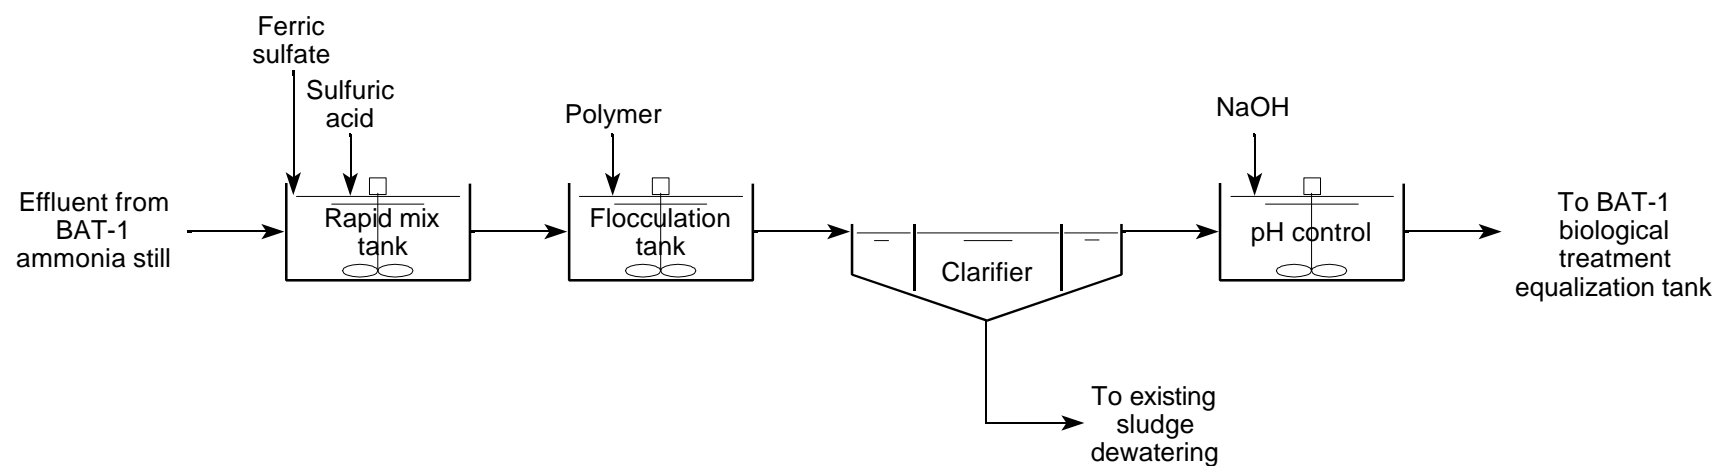 Ferric
sulfate
Sulfuric
acid
Polymer
NaOH
Effluent from
BAT-1
ammonia still
Rapid mix
tank
Flocculation
tank
Clarifier
pH control
To BAT-1
biological
treatment
equalization tank
To existing
sludge
dewatering